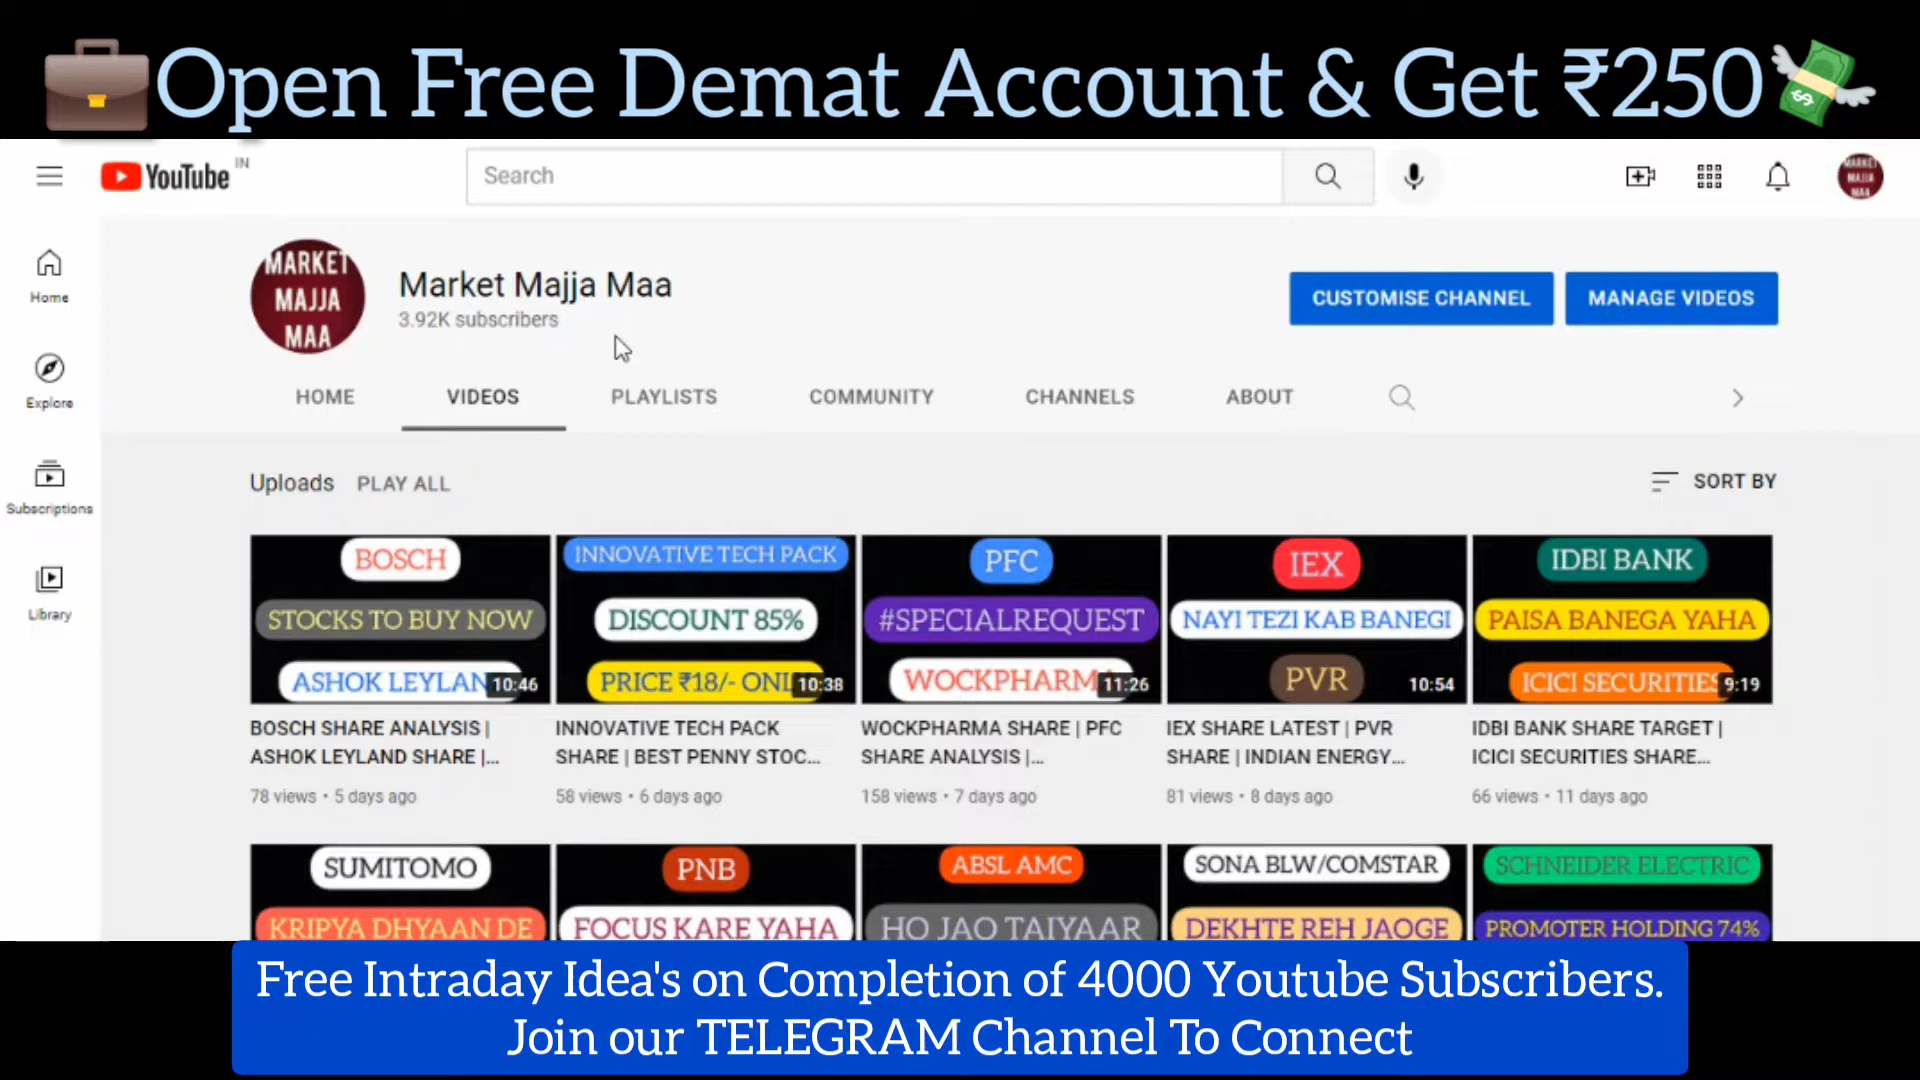 Open Free Demat Account & Get ₹250
YouTube IN
Search
MARKET MAJJA MAA
Home
Explore
Subscriptions
Library
MARKET
MAJJA
MAA
Market Majja Maa
3.92K subscribers
CUSTOMISE CHANNEL
MANAGE VIDEOS
HOME VIDEOS PLAYLISTS COMMUNITY CHANNELS ABOUT
Uploads PLAY ALL
SORT BY
BOSCH
STOCKS TO BUY NOW
ASHOK LEYLAN
10:46
BOSCH SHARE ANALYSIS |
ASHOK LEYLAND SHARE |...
78 views • 5 days ago
INNOVATIVE TECH PACK
DISCOUNT 85%
PRICE ₹18/- ONL
10:38
INNOVATIVE TECH PACK
SHARE | BEST PENNY STOC...
58 views • 6 days ago
PFC
#SPECIALREQUEST
WOCKPHARM
11:26
WOCKPHARMA SHARE | PFC
SHARE ANALYSIS |...
158 views • 7 days ago
IEX
NAYI TEZI KAB BANEGI
PVR
10:54
IEX SHARE LATEST | PVR
SHARE | INDIAN ENERGY...
81 views • 8 days ago
IDBI BANK
PAISA BANEGA YAHA
ICICI SECURITIES
9:19
IDBI BANK SHARE TARGET |
ICICI SECURITIES SHARE...
66 views • 11 days ago
SUMITOMO
KRIPYA DHYAAN DE
PNB
FOCUS KARE YAHA
ABSL AMC
HO JAO TAIYAAR
SONA BLW/COMSTAR
DEKHTE REH JAOGE
SCHNEIDER ELECTRIC
PROMOTER HOLDING 74%
Free Intraday Idea's on Completion of 4000 Youtube Subscribers.
Join our TELEGRAM Channel To Connect